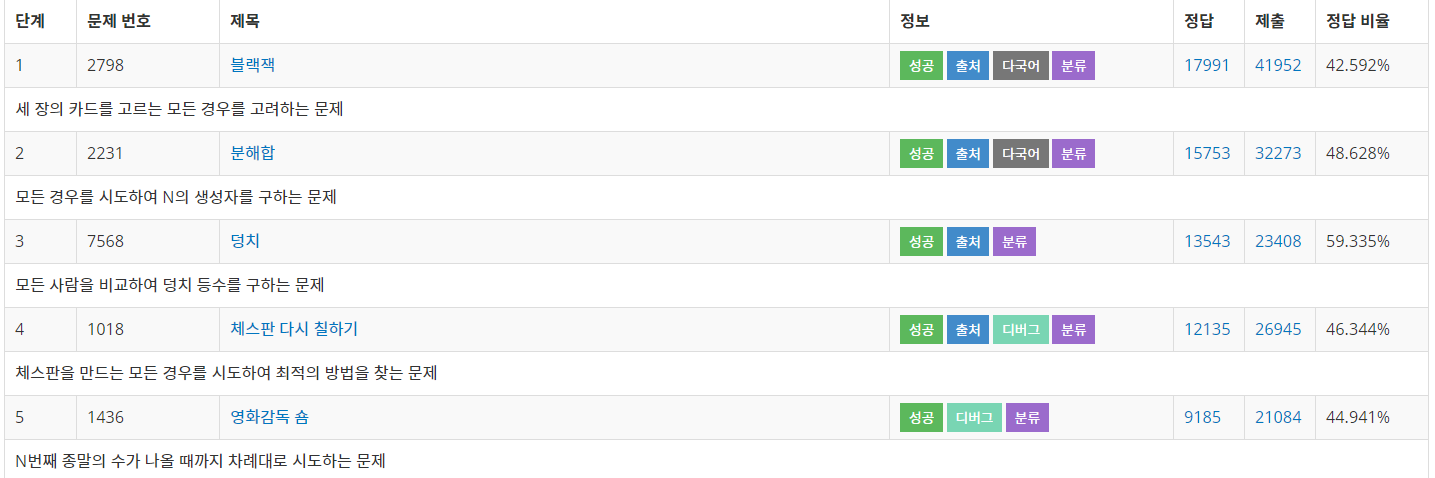 단계 문제 번호 제목 정보 정답 제출 정답 비율
1 2798 블랙잭 성공 출처 다국어 분류 17991 41952 42.592%
세 장의 카드를 고르는 모든 경우를 고려하는 문제
2 2231 분해합 성공 출처 다국어 분류 15753 32273 48.628%
모든 경우를 시도하여 N의 생성자를 구하는 문제
3 7568 덩치 성공 출처 분류 13543 23408 59.335%
모든 사람을 비교하여 덩치 등수를 구하는 문제
4 1018 체스판 다시 칠하기 성공 출처 디버그 분류 12135 26945 46.344%
체스판을 만드는 모든 경우를 시도하여 최적의 방법을 찾는 문제
5 1436 영화감독 숌 성공 디버그 분류 9185 21084 44.941%
N번째 종말의 수가 나올 때까지 차례대로 시도하는 문제